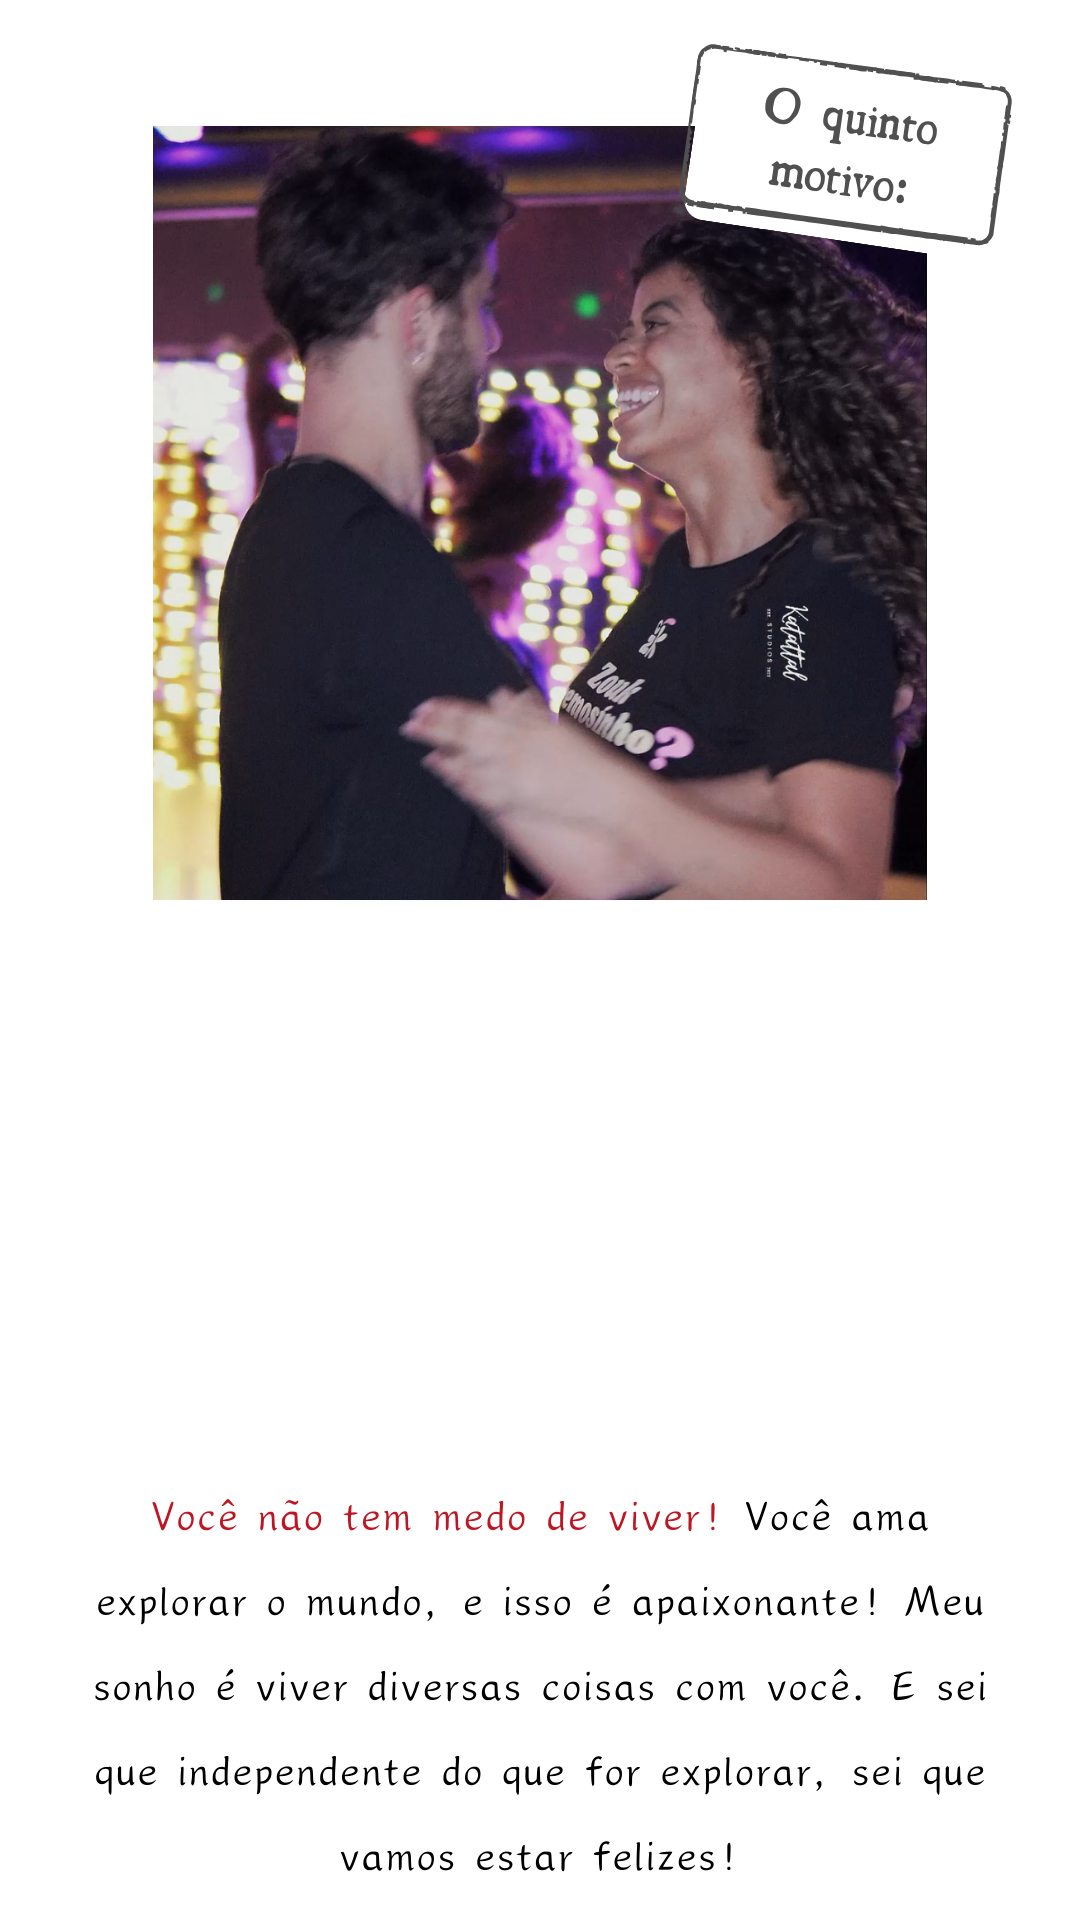 O quinto
motivo:
Katattal
STUDIOS
Zouk
emosinho?
Você não tem medo de viver! Você ama
explorar o mundo, e isso é apaixonante! Meu
sonho é viver diversas coisas com você. E sei
que independente do que for explorar, sei que
vamos estar felizes!